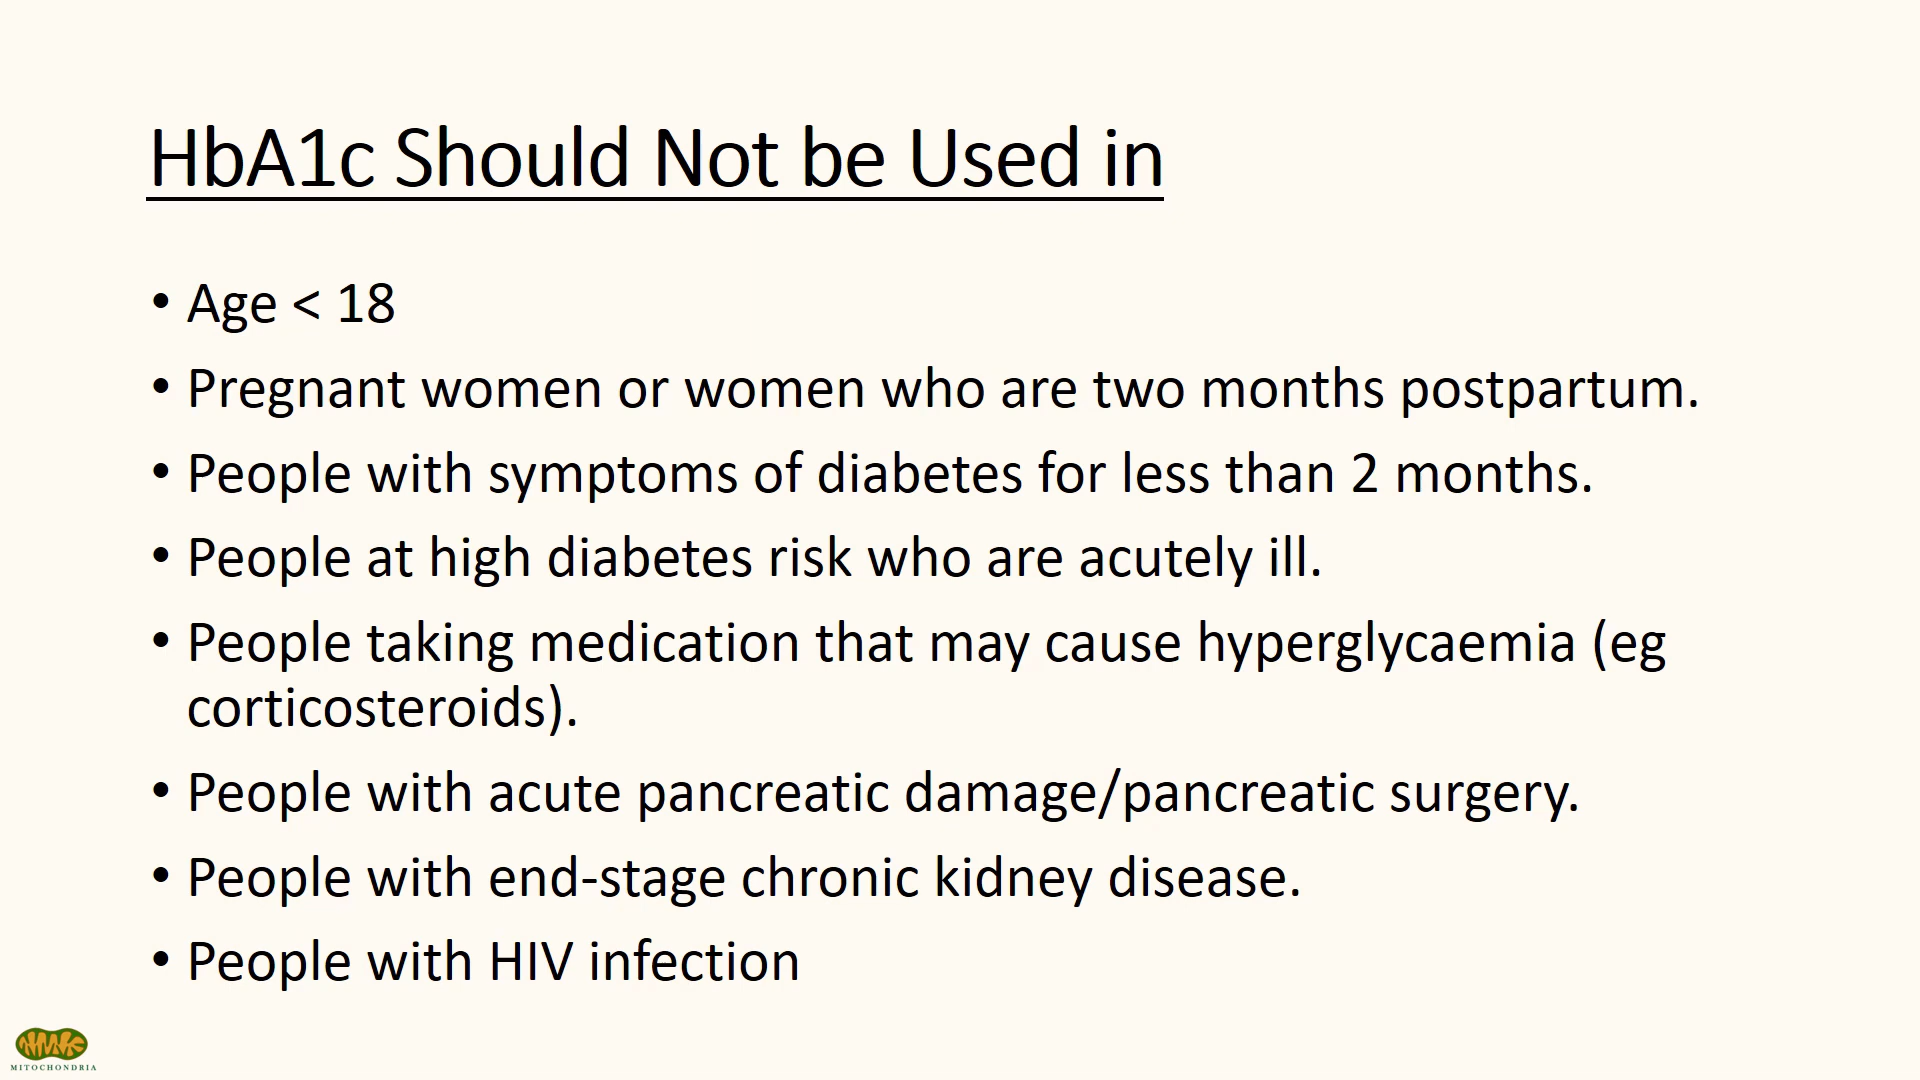 HbA1c Should Not be Used in
• Age < 18
• Pregnant women or women who are two months postpartum.
• People with symptoms of diabetes for less than 2 months.
• People at high diabetes risk who are acutely ill.
• People taking medication that may cause hyperglycaemia (eg
corticosteroids).
• People with acute pancreatic damage/pancreatic surgery.
• People with end-stage chronic kidney disease.
• People with HIV infection
MITOCHONDRIA